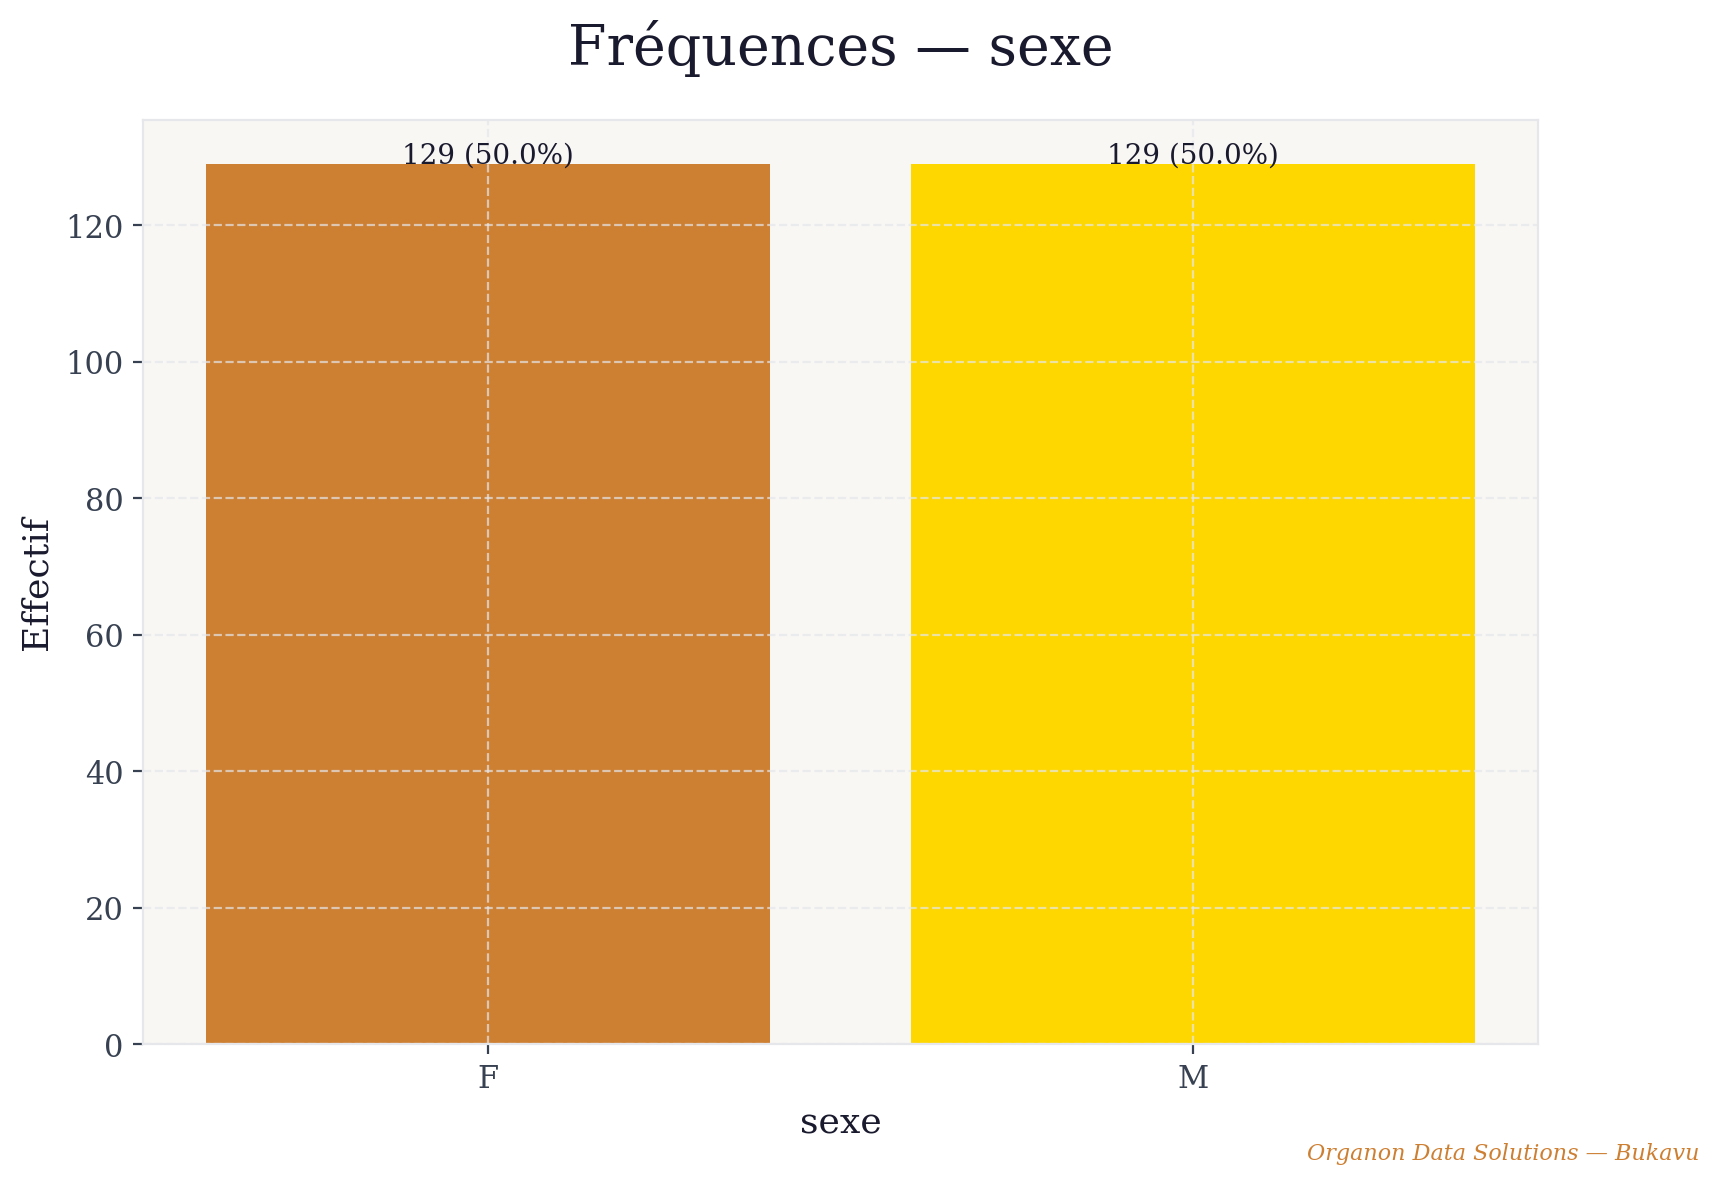 Fréquences — sexe
129 (50.0%)
129 (50.0%)
120
100
80
60
40
20
0
Effectif
F
M
sexe
Organon Data Solutions — Bukavu